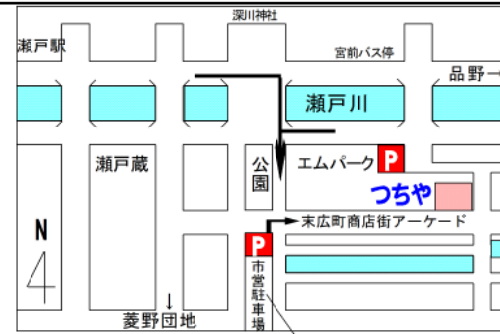 深川神社
瀬戸駅
宮前バス停
品野
瀬戸川
瀬戸蔵
公園
エムパーク P
つちや
末広町商店街アーケード
N
P
市営駐車場
菱野団地